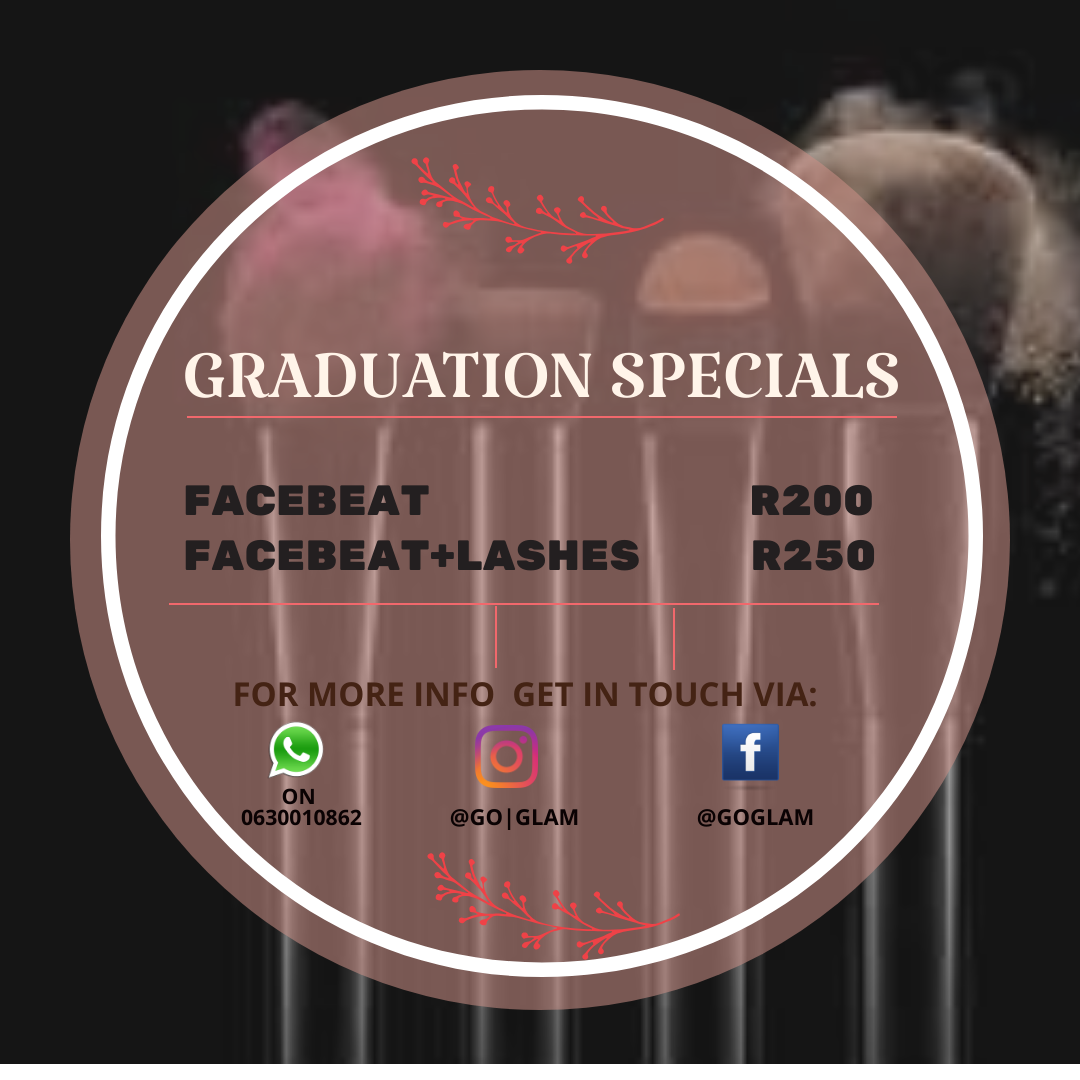 GRADUATION SPECIALS
FACEBEAT R200
FACEBEAT+LASHES R250
FOR MORE INFO GET IN TOUCH VIA:
ON
0630010862
@GO|GLAM
@GOGLAM